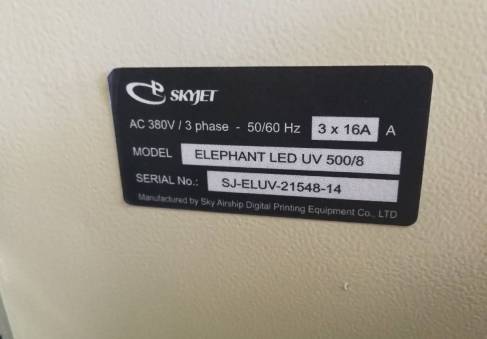 SKYJET
AC 380V / 3 phase - 50/60 Hz 3 x 16A A
MODEL ELEPHANT LED UV 500/8
SERIAL No.: SJ-ELUV-21548-14
Manufactured by Sky Airship Digital Printing Equipment Co., LTD